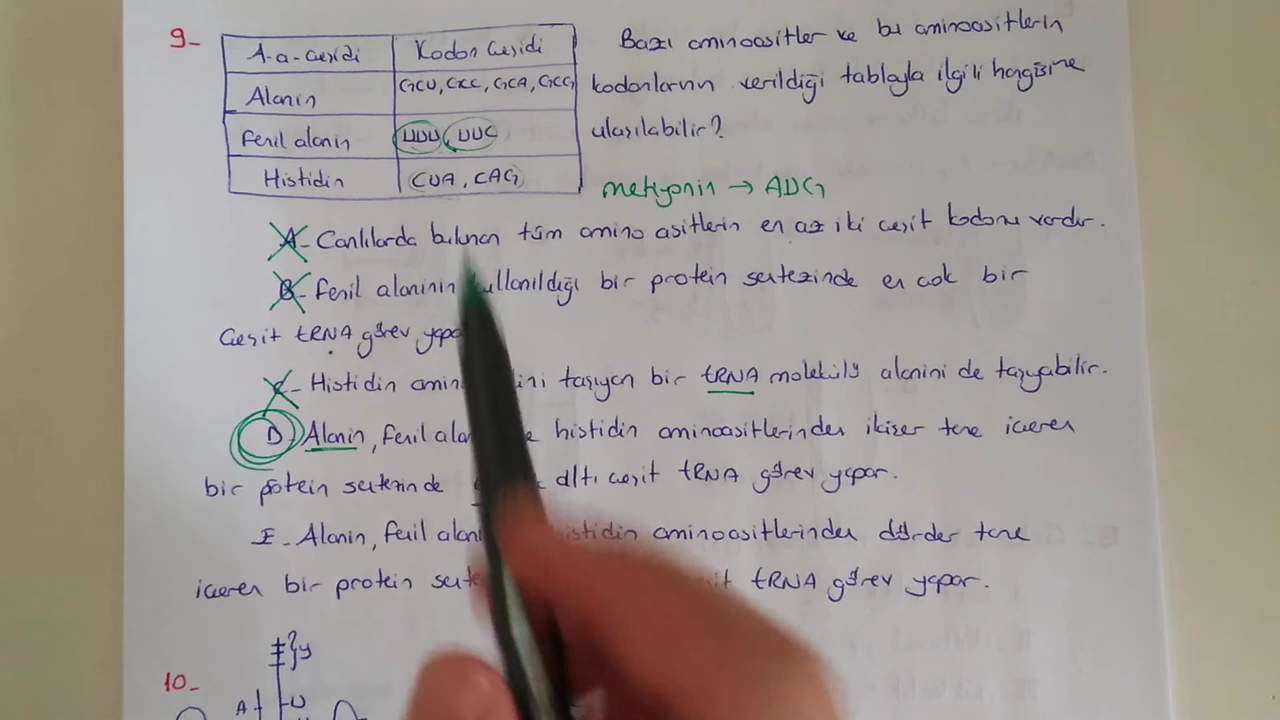 9-
A-a-çeşidi Kodon Çeşidi
Alanin GCU, GCC, GCA, GCG
Fenil alanin UUU, UUC
Histidin CUA, CAG
Bazı aminoasitler ve bu aminoasitlerin
kodonlarının verildiği tabloyla ilgili hangisine
ulaşılabilir?
metiyonin → AUG
A- Canlılarda bulunan tüm amino asitlerin en az iki çeşit kodonu vardır.
B- Fenil alaninin kullanıldığı bir protein sentezinde en çok bir
çeşit tRNA görev
C- Histidin taşıyan bir tRNA molekülü alanini de taşıyabilir.
D- Alanin, fenil histidin aminoasitlerinden ikişer tane içeren
bir protein sentezinde altı çeşit tRNA görev yapar.
E- Alanin, fenil aminoasitlerinden dörder tane
içeren bir protein tRNA görev yapar.
10-
y
A U